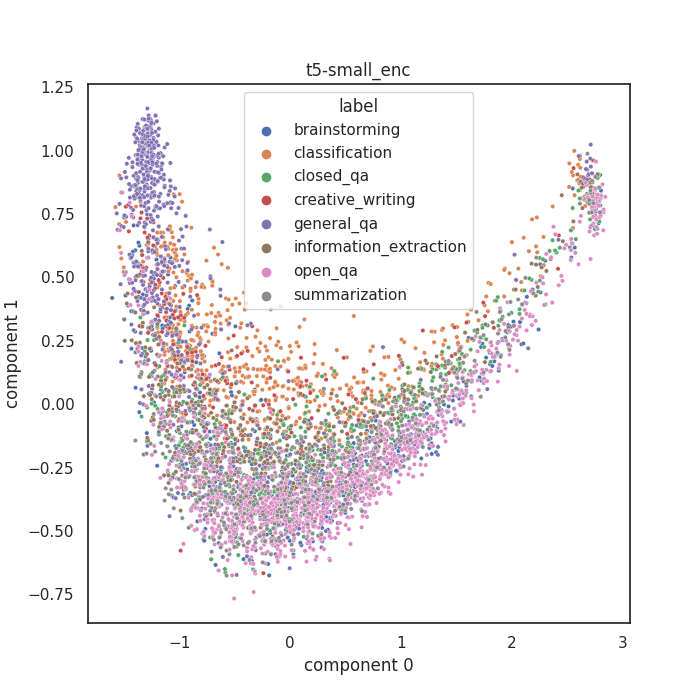 t5-small_enc
label
brainstorming
classification
closed_qa
creative_writing
general_qa
information_extraction
open_qa
summarization
1.25
1.00
0.75
0.50
0.25
0.00
−0.25
−0.50
−0.75
component 1
−1
0
1
2
3
component 0